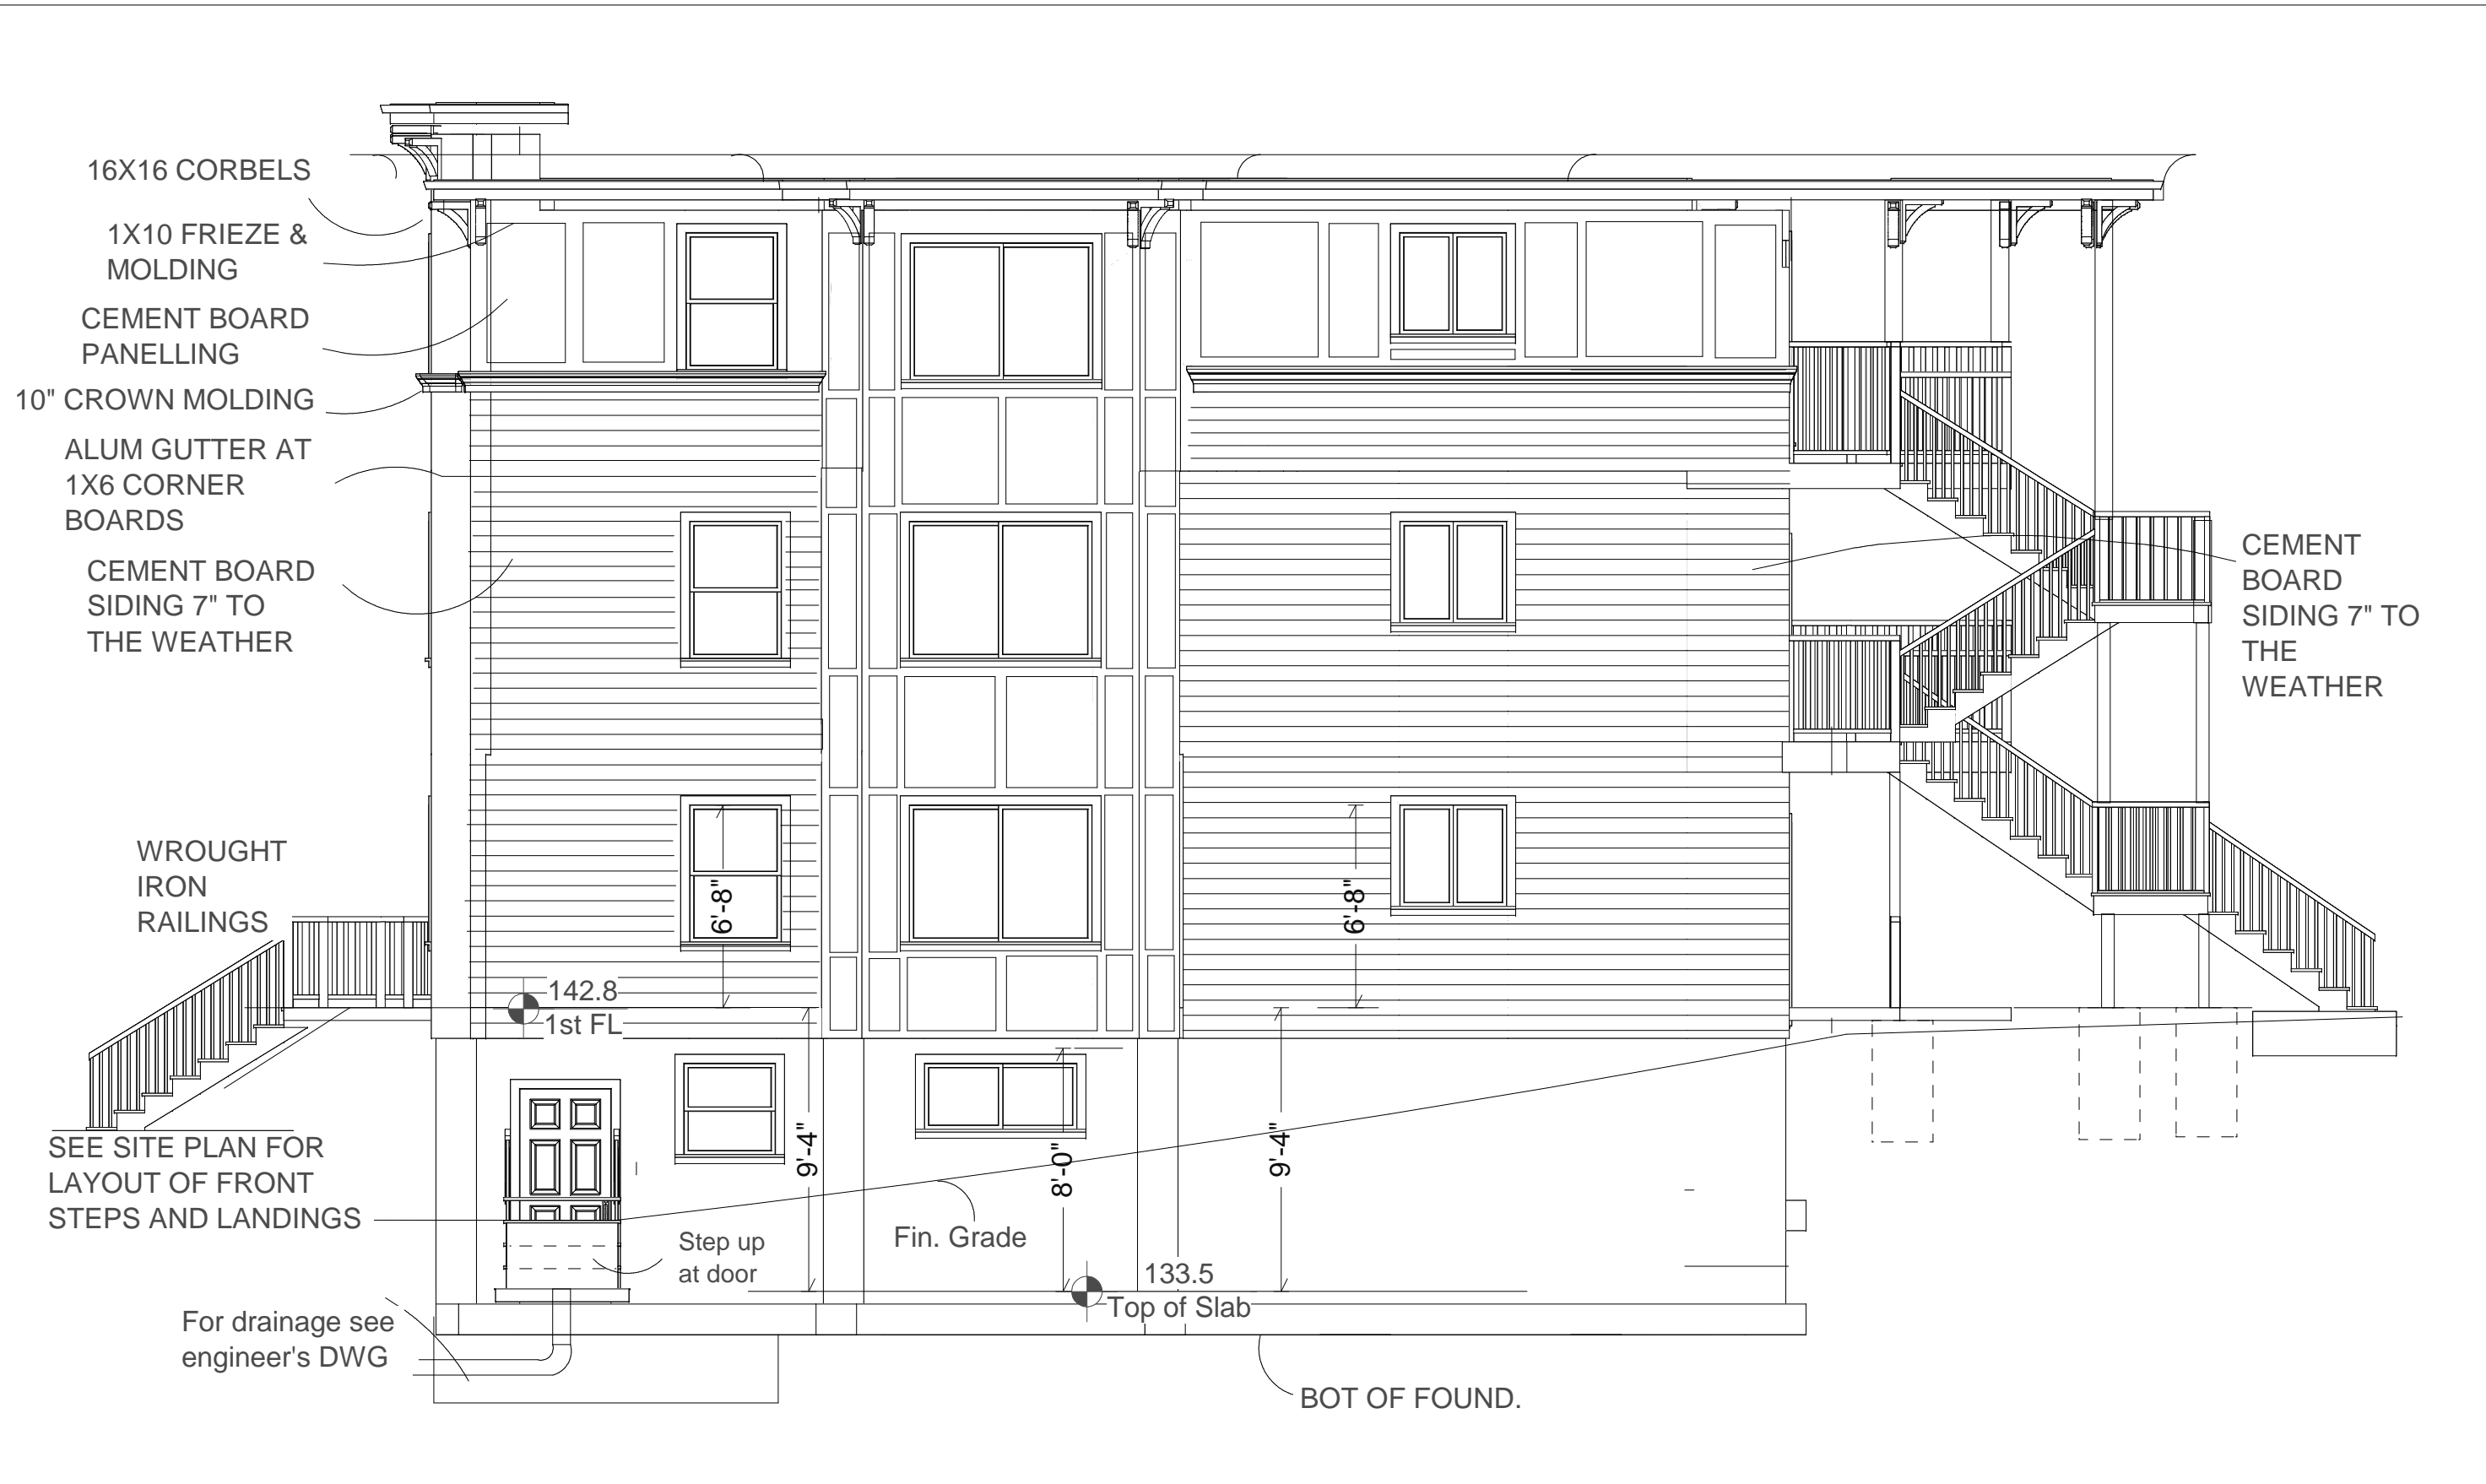 16X16 CORBELS
1X10 FRIEZE &
MOLDING
CEMENT BOARD
PANELLING
10" CROWN MOLDING
ALUM GUTTER AT
1X6 CORNER
BOARDS
CEMENT BOARD
SIDING 7" TO
THE WEATHER
CEMENT
BOARD
SIDING 7" TO
THE
WEATHER
WROUGHT
IRON
RAILINGS
6'-8"
6'-8"
142.8
1st FL
SEE SITE PLAN FOR
LAYOUT OF FRONT
STEPS AND LANDINGS
9'-4"
8'-0"
9'-4"
Step up
at door
Fin. Grade
133.5
Top of Slab
For drainage see
engineer's DWG
BOT OF FOUND.